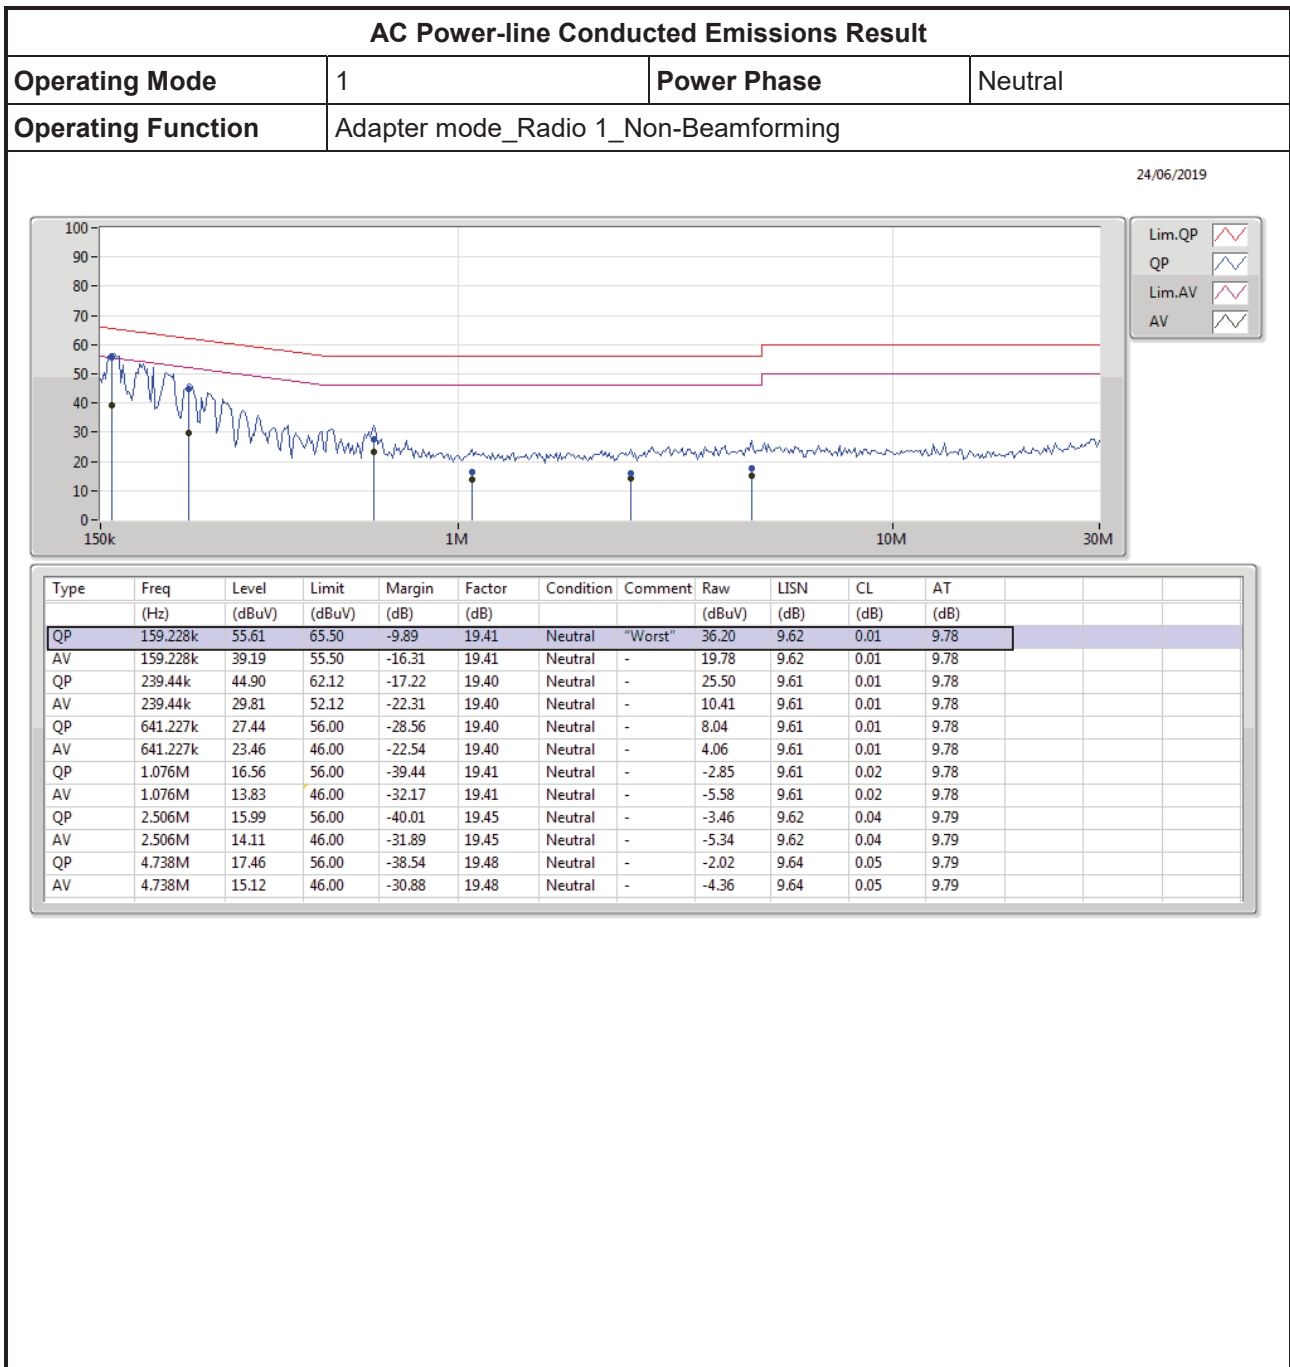 AC Power-line Conducted Emissions Result
Operating Mode 1 Power Phase Neutral
Operating Function Adapter mode_Radio 1_Non-Beamforming
24/06/2019
100
90
80
70
60
50
40
30
20
10
0
150k 1M 10M 30M
Lim.QP
QP
Lim.AV
AV
Type Freq Level Limit Margin Factor Condition Comment Raw LISN CL AT
(Hz) (dBuV) (dBuV) (dB) (dB) (dBuV) (dB) (dB) (dB)
QP 159.228k 55.61 65.50 -9.89 19.41 Neutral "Worst" 36.20 9.62 0.01 9.78
AV 159.228k 39.19 55.50 -16.31 19.41 Neutral - 19.78 9.62 0.01 9.78
QP 239.44k 44.90 62.12 -17.22 19.40 Neutral - 25.50 9.61 0.01 9.78
AV 239.44k 29.81 52.12 -22.31 19.40 Neutral - 10.41 9.61 0.01 9.78
QP 641.227k 27.44 56.00 -28.56 19.40 Neutral - 8.04 9.61 0.01 9.78
AV 641.227k 23.46 46.00 -22.54 19.40 Neutral - 4.06 9.61 0.01 9.78
QP 1.076M 16.56 56.00 -39.44 19.41 Neutral - -2.85 9.61 0.02 9.78
AV 1.076M 13.83 46.00 -32.17 19.41 Neutral - -5.58 9.61 0.02 9.78
QP 2.506M 15.99 56.00 -40.01 19.45 Neutral - -3.46 9.62 0.04 9.79
AV 2.506M 14.11 46.00 -31.89 19.45 Neutral - -5.34 9.62 0.04 9.79
QP 4.738M 17.46 56.00 -38.54 19.48 Neutral - -2.02 9.64 0.05 9.79
AV 4.738M 15.12 46.00 -30.88 19.48 Neutral - -4.36 9.64 0.05 9.79